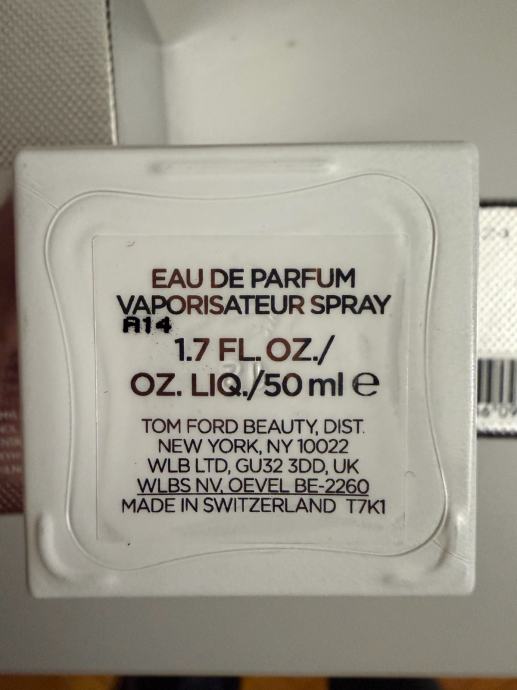 EAU DE PARFUM
VAPORISATEUR SPRAY
A14
1.7 FL. OZ./
OZ. LIQ./50 ml ℮
TOM FORD BEAUTY, DIST.
NEW YORK, NY 10022
WLB LTD, GU32 3DD, UK
WLBS NV, OEVEL BE-2260
MADE IN SWITZERLAND T7K1